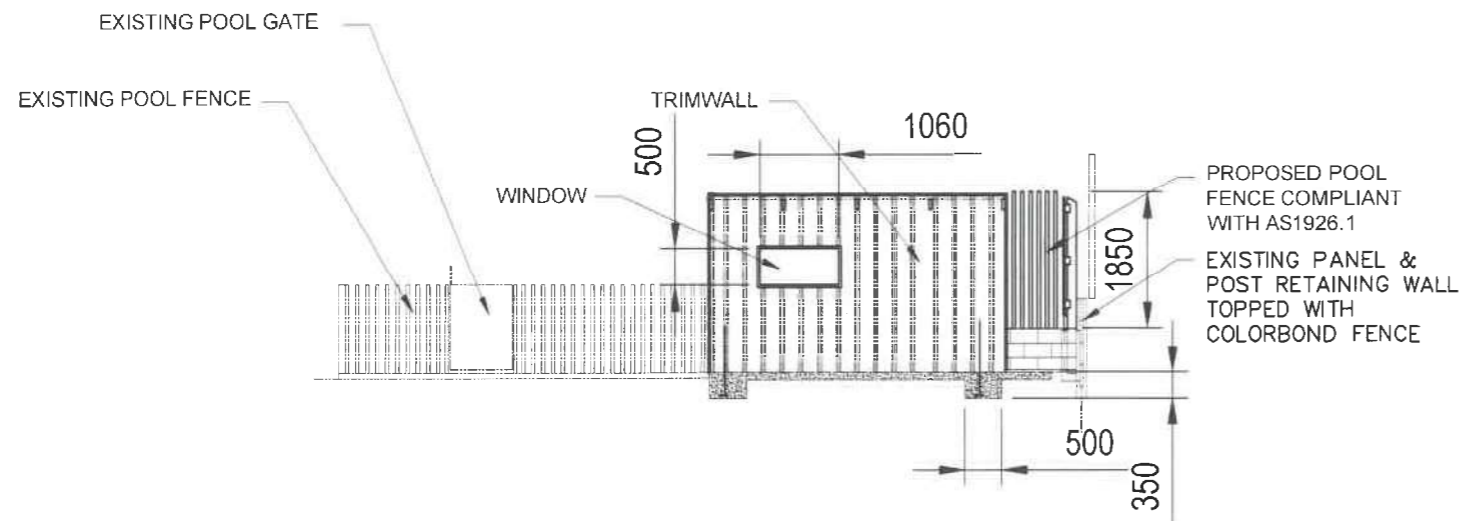 EXISTING POOL GATE
EXISTING POOL FENCE
TRIMWALL
1060
500
WINDOW
PROPOSED POOL
FENCE COMPLIANT
WITH AS1926.1
1850
EXISTING PANEL &
POST RETAINING WALL
TOPPED WITH
COLORBOND FENCE
500
350